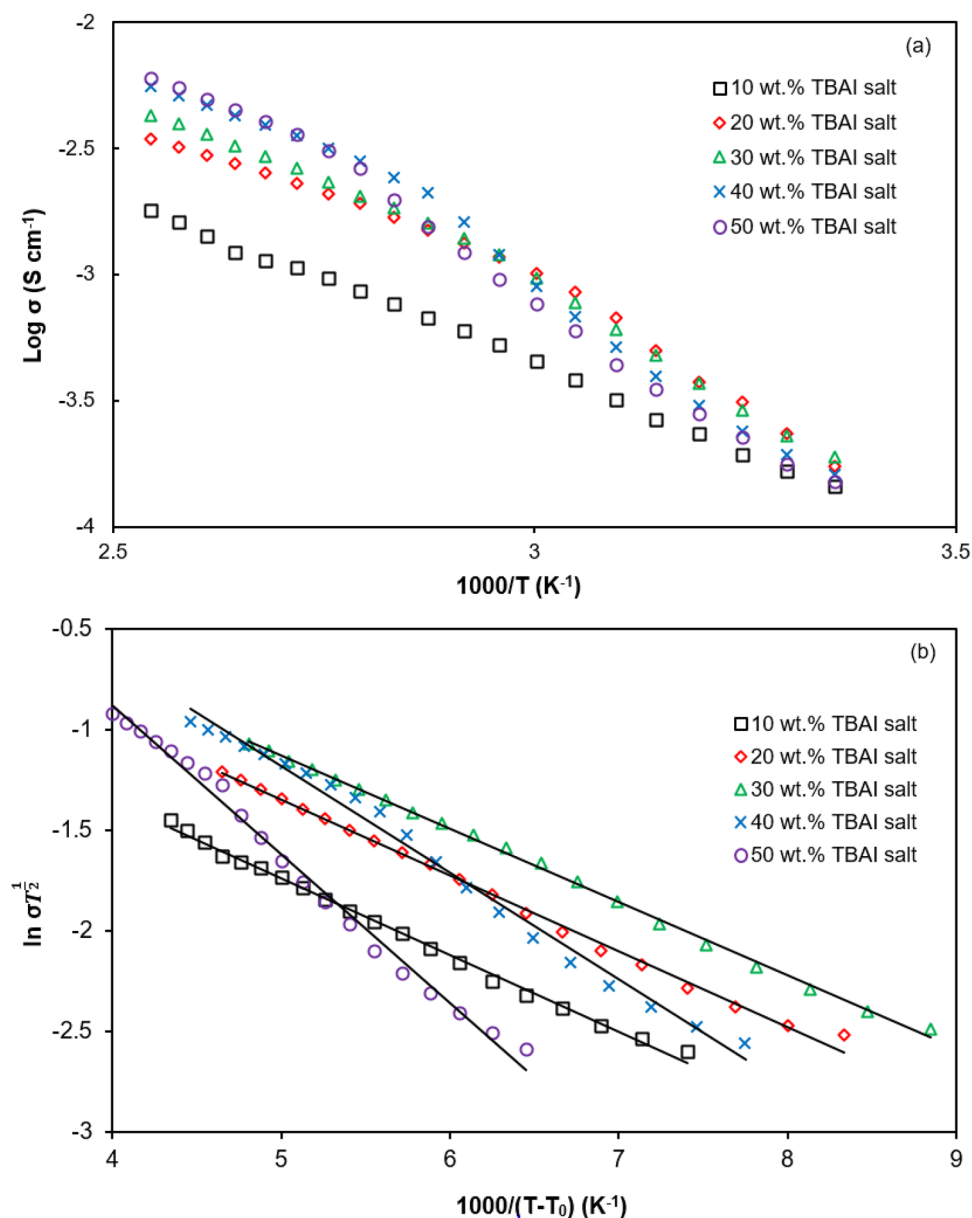 (a)
-2
-2.5
-3
-3.5
-4
Log σ (S cm⁻¹)
10 wt.% TBAI salt
20 wt.% TBAI salt
30 wt.% TBAI salt
40 wt.% TBAI salt
50 wt.% TBAI salt
2.5 3 3.5
1000/T (K⁻¹)
(b)
-0.5
-1
-1.5
-2
-2.5
-3
ln σT^½
10 wt.% TBAI salt
20 wt.% TBAI salt
30 wt.% TBAI salt
40 wt.% TBAI salt
50 wt.% TBAI salt
4 5 6 7 8 9
1000/(T-T₀) (K⁻¹)